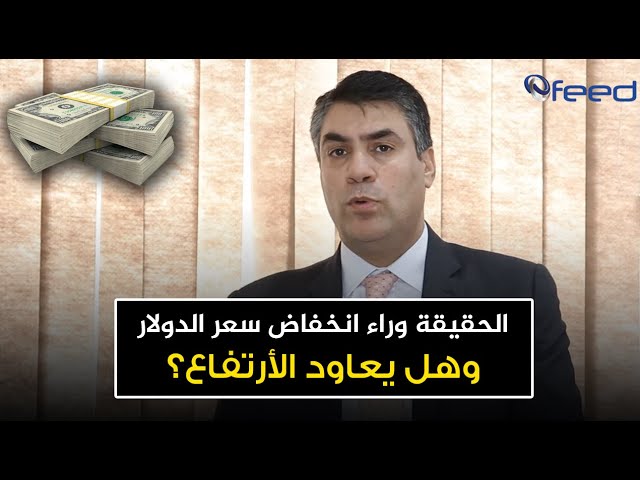 feed
الحقيقة وراء انخفاض سعر الدولار
وهل يعاود الأرتفاع؟